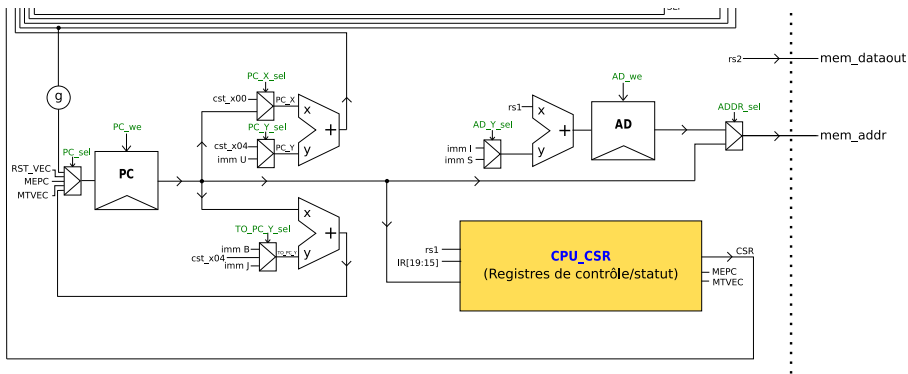 rs2
mem_dataout
g
PC_X_sel
cst_x00
PC_X
x
+
y
PC_Y_sel
cst_x04
imm U
PC_Y
AD_we
rs1
x
+
y
AD_Y_sel
imm I
imm S
AD
ADDR_sel
mem_addr
PC_we
PC_sel
RST_VEC
MEPC
MTVEC
PC
TO_PC_Y_sel
imm B
cst_x04
imm J
TO_PC_Y
x
+
y
rs1
IR[19:15]
CPU_CSR
(Registres de contrôle/statut)
CSR
MEPC
MTVEC